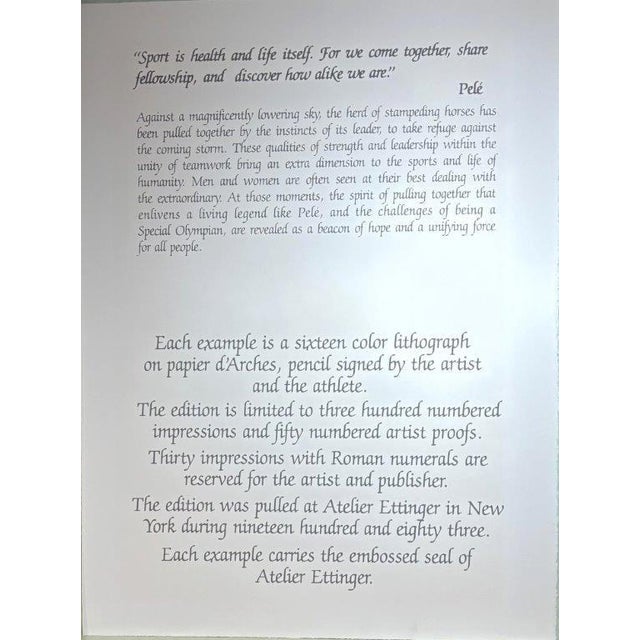 “Sport is health and life itself. For we come together, share
fellowship, and discover how alike we are.”
Pelé
Against a magnificently lowering sky, the herd of stampeding horses has
been pulled together by the instincts of its leader, to take refuge against
the coming storm. These qualities of strength and leadership within the
unity of teamwork bring an extra dimension to the sports and life of
humanity. Men and women are often seen at their best dealing with
the extraordinary. At those moments, the spirit of pulling together that
enlivens a living legend like Pelé, and the challenges of being a
Special Olympian, are revealed as a beacon of hope and a unifying force
for all people.
Each example is a sixteen color lithograph
on papier d'Arches, pencil signed by the artist
and the athlete.
The edition is limited to three hundred numbered
impressions and fifty numbered artist proofs.
Thirty impressions with Roman numerals are
reserved for the artist and publisher.
The edition was pulled at Atelier Ettinger in New
York during nineteen hundred and eighty three.
Each example carries the embossed seal of
Atelier Ettinger.